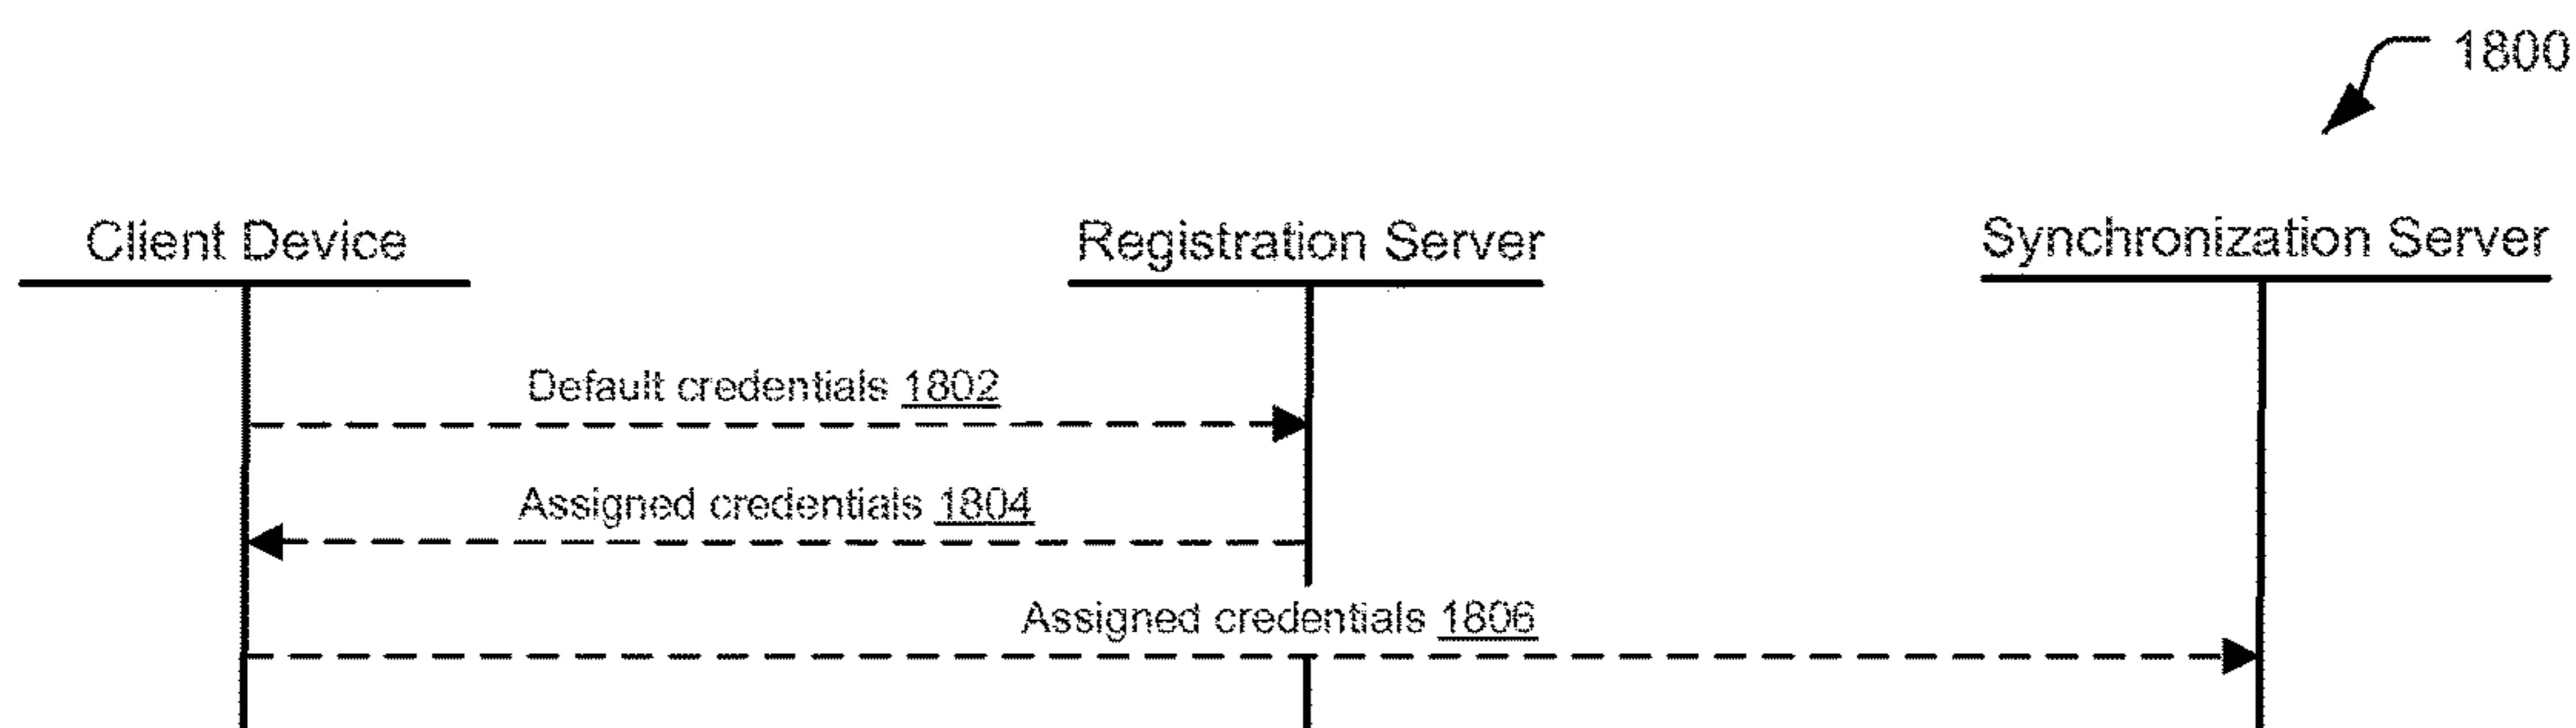 1800
Client Device
Registration Server
Synchronization Server
Default credentials 1802
Assigned credentials 1804
Assigned credentials 1806